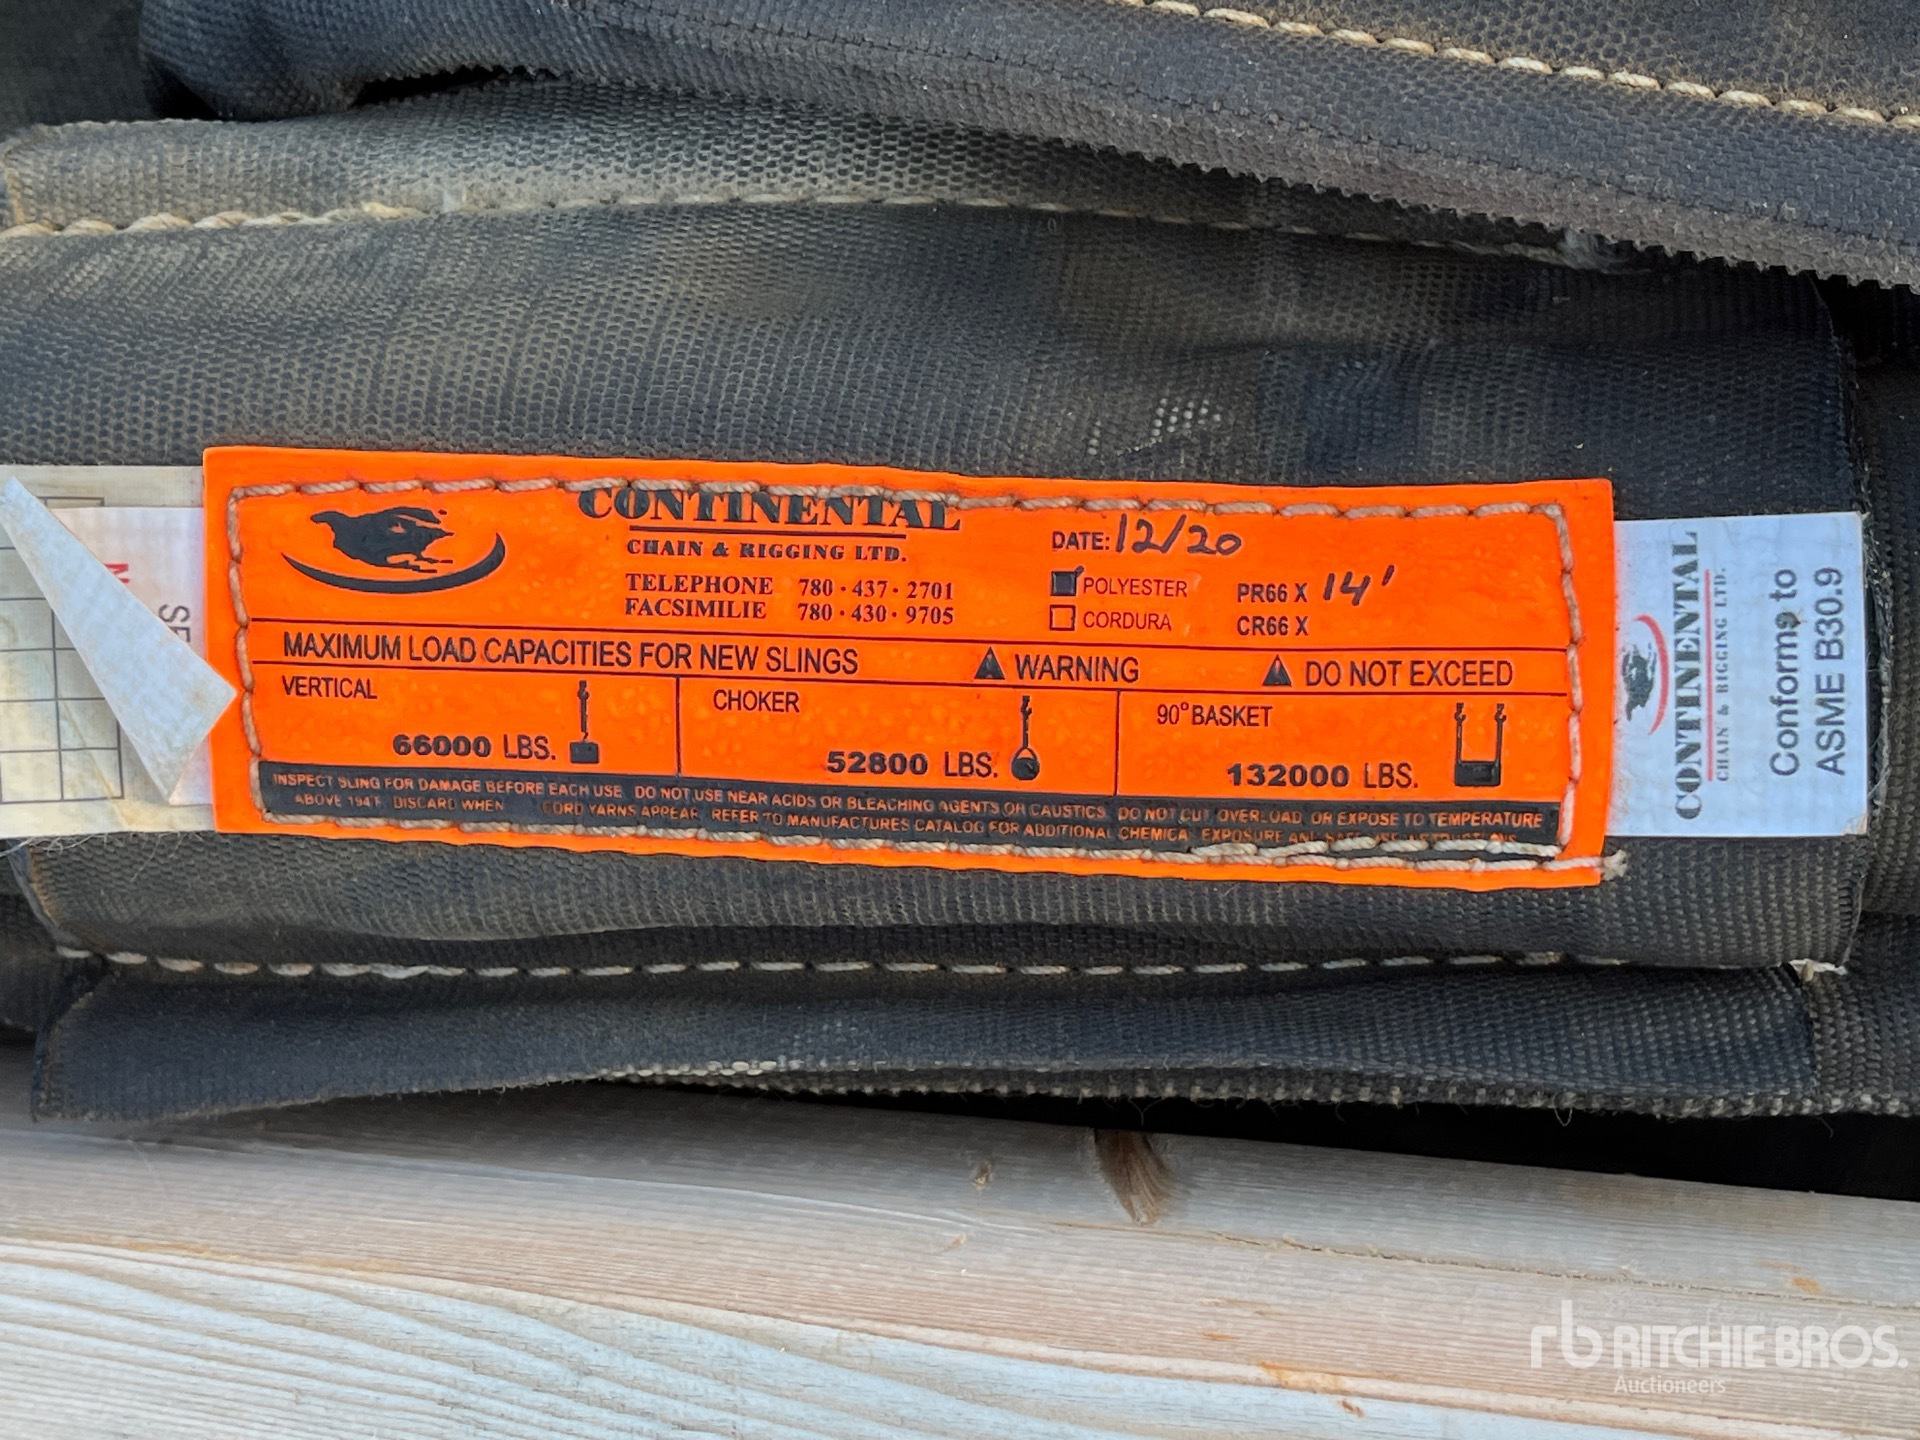 CONTINENTAL
CHAIN & RIGGING LTD.
TELEPHONE 780·437·2701
FACSIMILIE 780·430·9705
DATE: 12/20
POLYESTER PR66 X 14'
CORDURA CR66 X
MAXIMUM LOAD CAPACITIES FOR NEW SLINGS WARNING DO NOT EXCEED
VERTICAL
66000 LBS.
CHOKER
52800 LBS.
90° BASKET
132000 LBS.
INSPECT SLING FOR DAMAGE BEFORE EACH USE. DO NOT USE NEAR ACIDS OR BLEACHING AGENTS OR CAUSTICS. DO NOT CUT, OVERLOAD, OR EXPOSE TO TEMPERATURE
ABOVE 194°F. DISCARD WHEN CORD YARNS APPEAR. REFER TO MANUFACTURES CATALOG FOR ADDITIONAL CHEMICAL EXPOSURE AND
CONTINENTAL
CHAIN & RIGGING LTD.
Conforms to
ASME B30.9
rb RITCHIE BROS.
Auctioneers